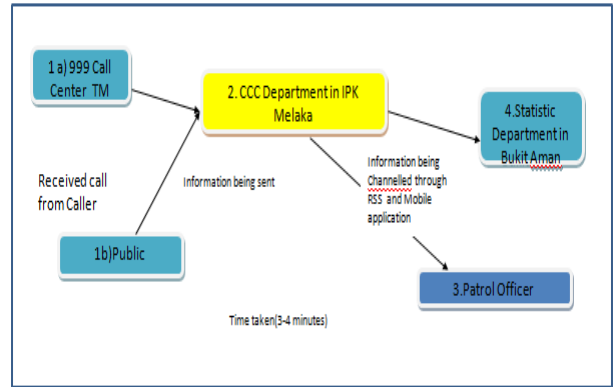 1 a) 999 Call
Center TM
2. CCC Department in IPK
Melaka
4.Statistic
Department in
Bukit Aman
Received call
from Caller
Information being sent
Information being
Channelled through
RSS and Mobile
application
1b)Public
3.Patrol Officer
Time taken(3-4 minutes)